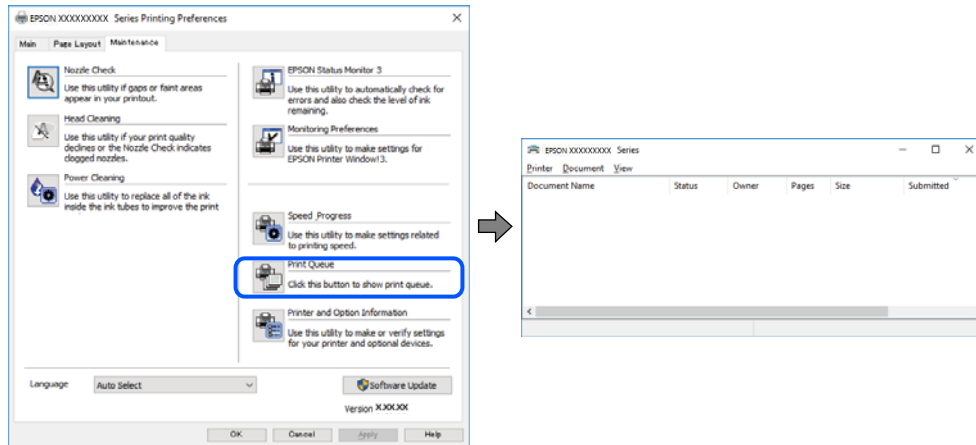 EPSON XXXXXXXXX Series Printing Preferences
Main Page Layout Maintenance
Nozzle Check
Use this utility if gaps or faint areas
appear in your printout.
Head Cleaning
Use this utility if your print quality
declines or the Nozzle Check indicates
clogged nozzles.
Power Cleaning
Use this utility to replace all of the ink
inside the ink tubes to improve the print
EPSON Status Monitor 3
Use this utility to automatically check for
errors and also check the level of ink
remaining.
Monitoring Preferences
Use this utility to make settings for
EPSON Printer Window!3.
Speed Progress
Use this utility to make settings related
to printing speed.
Print Queue
Click this button to show print queue.
Printer and Option Information
Use this utility to make or verify settings
for your printer and optional devices.
Language Auto Select Software Update
Version X.XX.XX
OK Cancel Apply Help
EPSON XXXXXXXXX Series
Printer Document View
Document Name Status Owner Pages Size Submitted